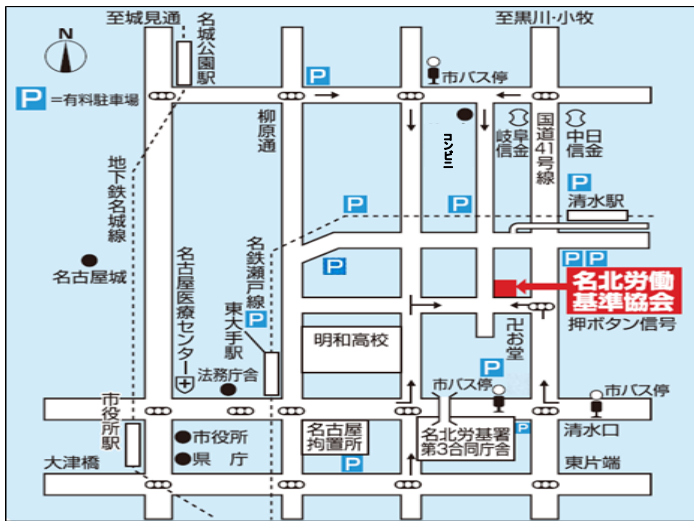 至城見通
至黒川・小牧
N
名城公園駅
P
市バス停
P=有料駐車場
柳原通
コンビニ
岐阜
信金
国道41号線
中日
信金
地下鉄名城線
P
清水駅
P
P
P
P
P P
名古屋城
名古屋医療センター
名鉄瀬戸線
東大手駅
P
名北労働
基準協会
明和高校
卍お堂
押ボタン信号
P
法務庁舎
市バス停
市バス停
市役所駅
市役所
県庁
名古屋
拘置所
名北労基署
第3合同庁舎
P
清水口
大津橋
P
東片端